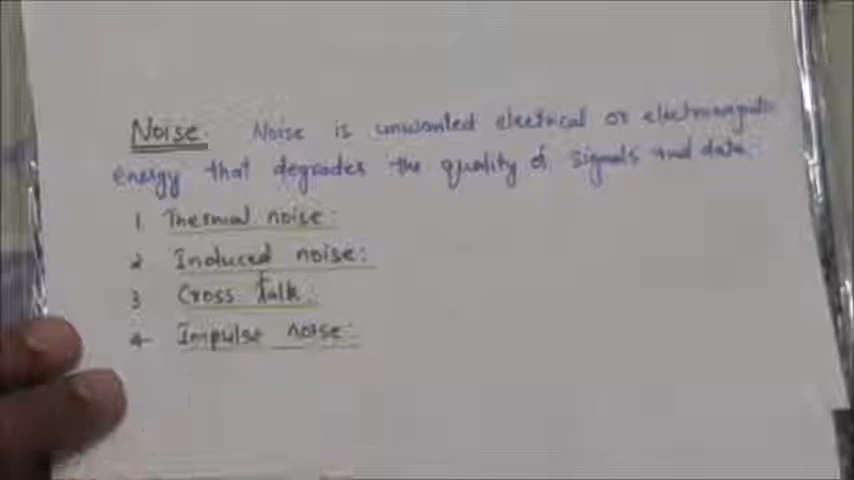 Noise. Noise is unwanted electrical or electromagnetic
energy that degrades the quality of signals and data.
1 Thermal noise:
2 Induced noise:
3 Cross talk:
4 Impulse noise: